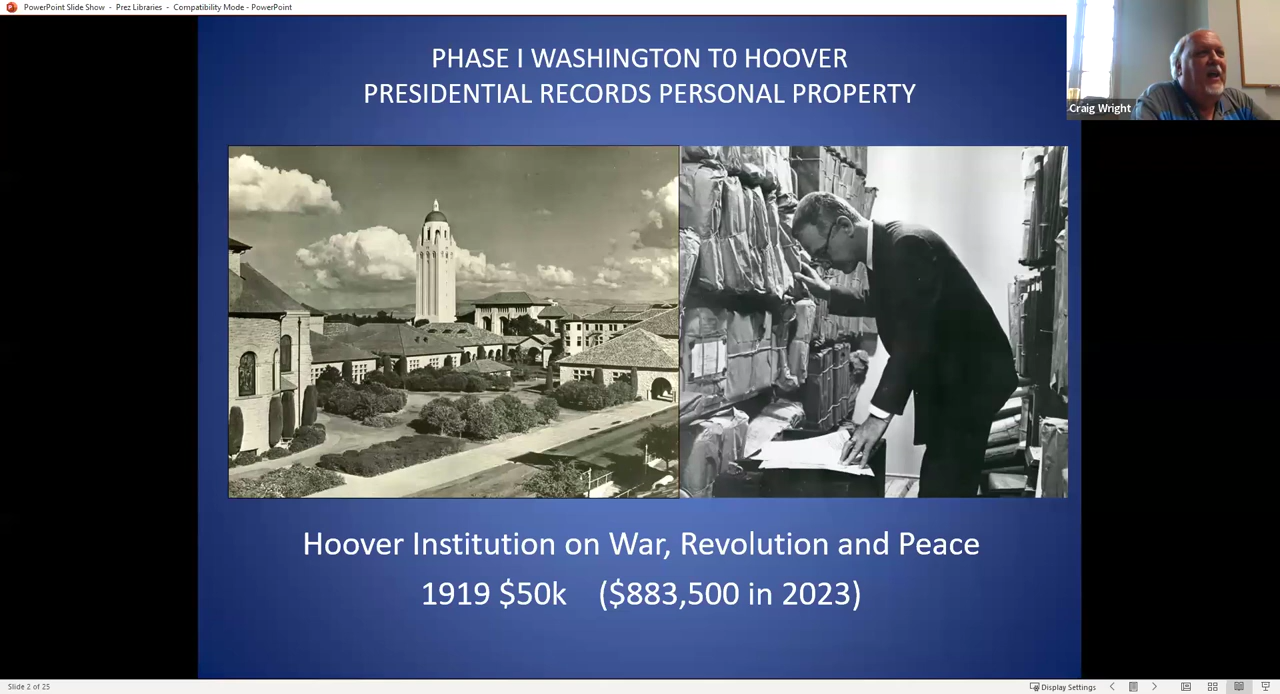 PowerPoint Slide Show - Prez Libraries - Compatibility Mode - PowerPoint
PHASE I WASHINGTON T0 HOOVER
PRESIDENTIAL RECORDS PERSONAL PROPERTY
Craig Wright
Hoover Institution on War, Revolution and Peace
1919 $50k ($883,500 in 2023)
Slide 2 of 25
Display Settings